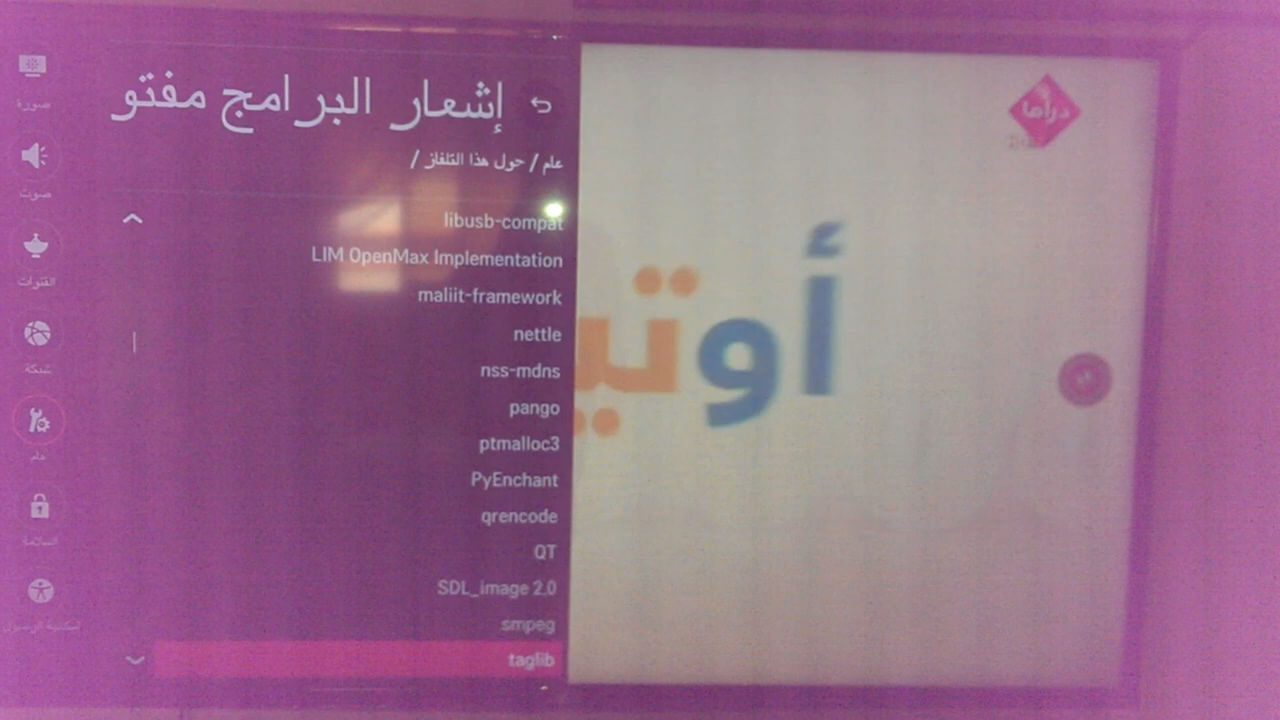 إشعار البرامج مفتو
عام / حول هذا التلفاز /
libusb-compat
LIM OpenMax Implementation
maliit-framework
nettle
nss-mdns
pango
ptmalloc3
PyEnchant
qrencode
QT
SDL_image 2.0
smpeg
taglib
صورة
صوت
القنوات
شبكة
عام
السلامة
إمكانية الوصول
دراما
أوتي